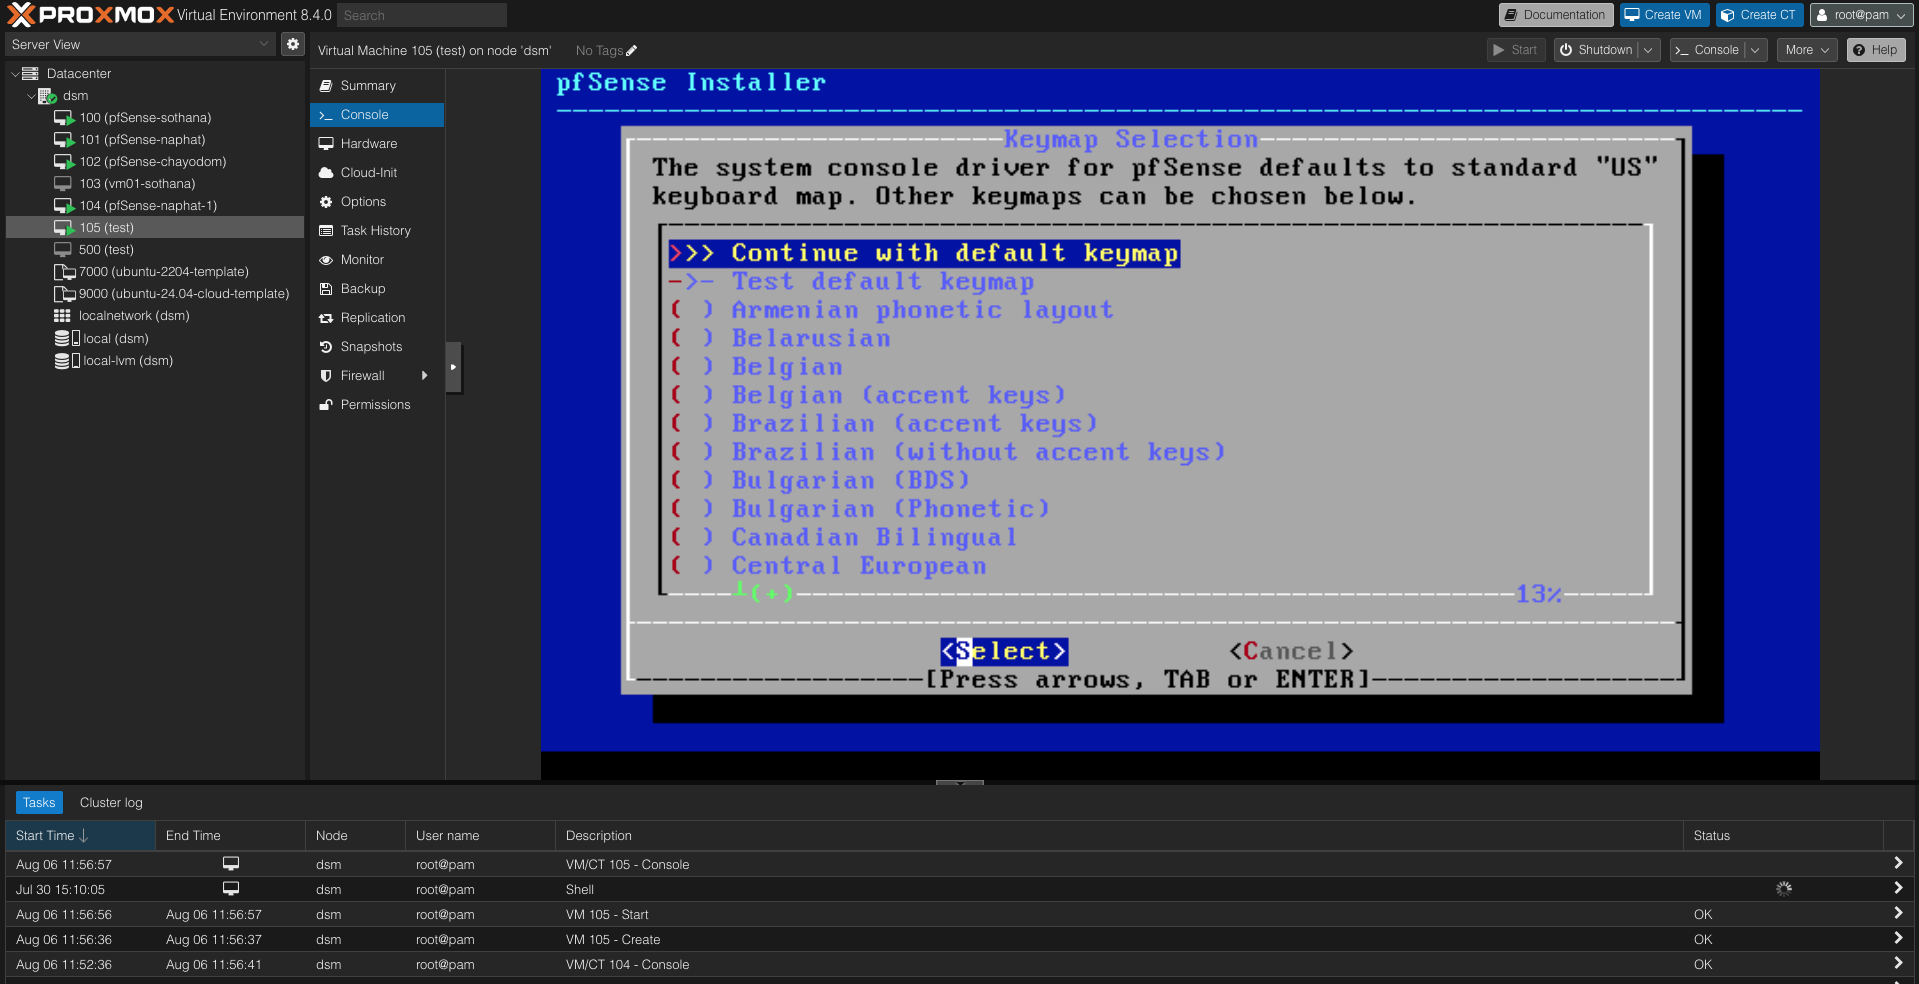 PROXMOX Virtual Environment 8.4.0 Search
Documentation Create VM Create CT root@pam
Server View
Virtual Machine 105 (test) on node 'dsm' No Tags
Start Shutdown Console More Help
Datacenter
dsm
100 (pfSense-sothana)
101 (pfSense-naphat)
102 (pfSense-chayodom)
103 (vm01-sothana)
104 (pfSense-naphat-1)
105 (test)
500 (test)
7000 (ubuntu-2204-template)
9000 (ubuntu-24.04-cloud-template)
localnetwork (dsm)
local (dsm)
local-lvm (dsm)
Summary
Console
Hardware
Cloud-Init
Options
Task History
Monitor
Backup
Replication
Snapshots
Firewall
Permissions
pfSense Installer
Keymap Selection
The system console driver for pfSense defaults to standard "US"
keyboard map. Other keymaps can be chosen below.
>>> Continue with default keymap
->- Test default keymap
( ) Armenian phonetic layout
( ) Belarusian
( ) Belgian
( ) Belgian (accent keys)
( ) Brazilian (accent keys)
( ) Brazilian (without accent keys)
( ) Bulgarian (BDS)
( ) Bulgarian (Phonetic)
( ) Canadian Bilingual
( ) Central European
┴(+) 13%
<Select> <Cancel>
[Press arrows, TAB or ENTER]
Tasks Cluster log
Start Time End Time Node User name Description Status
Aug 06 11:56:57 dsm root@pam VM/CT 105 - Console
Jul 30 15:10:05 dsm root@pam Shell
Aug 06 11:56:56 Aug 06 11:56:57 dsm root@pam VM 105 - Start OK
Aug 06 11:56:36 Aug 06 11:56:37 dsm root@pam VM 105 - Create OK
Aug 06 11:52:36 Aug 06 11:56:41 dsm root@pam VM/CT 104 - Console OK